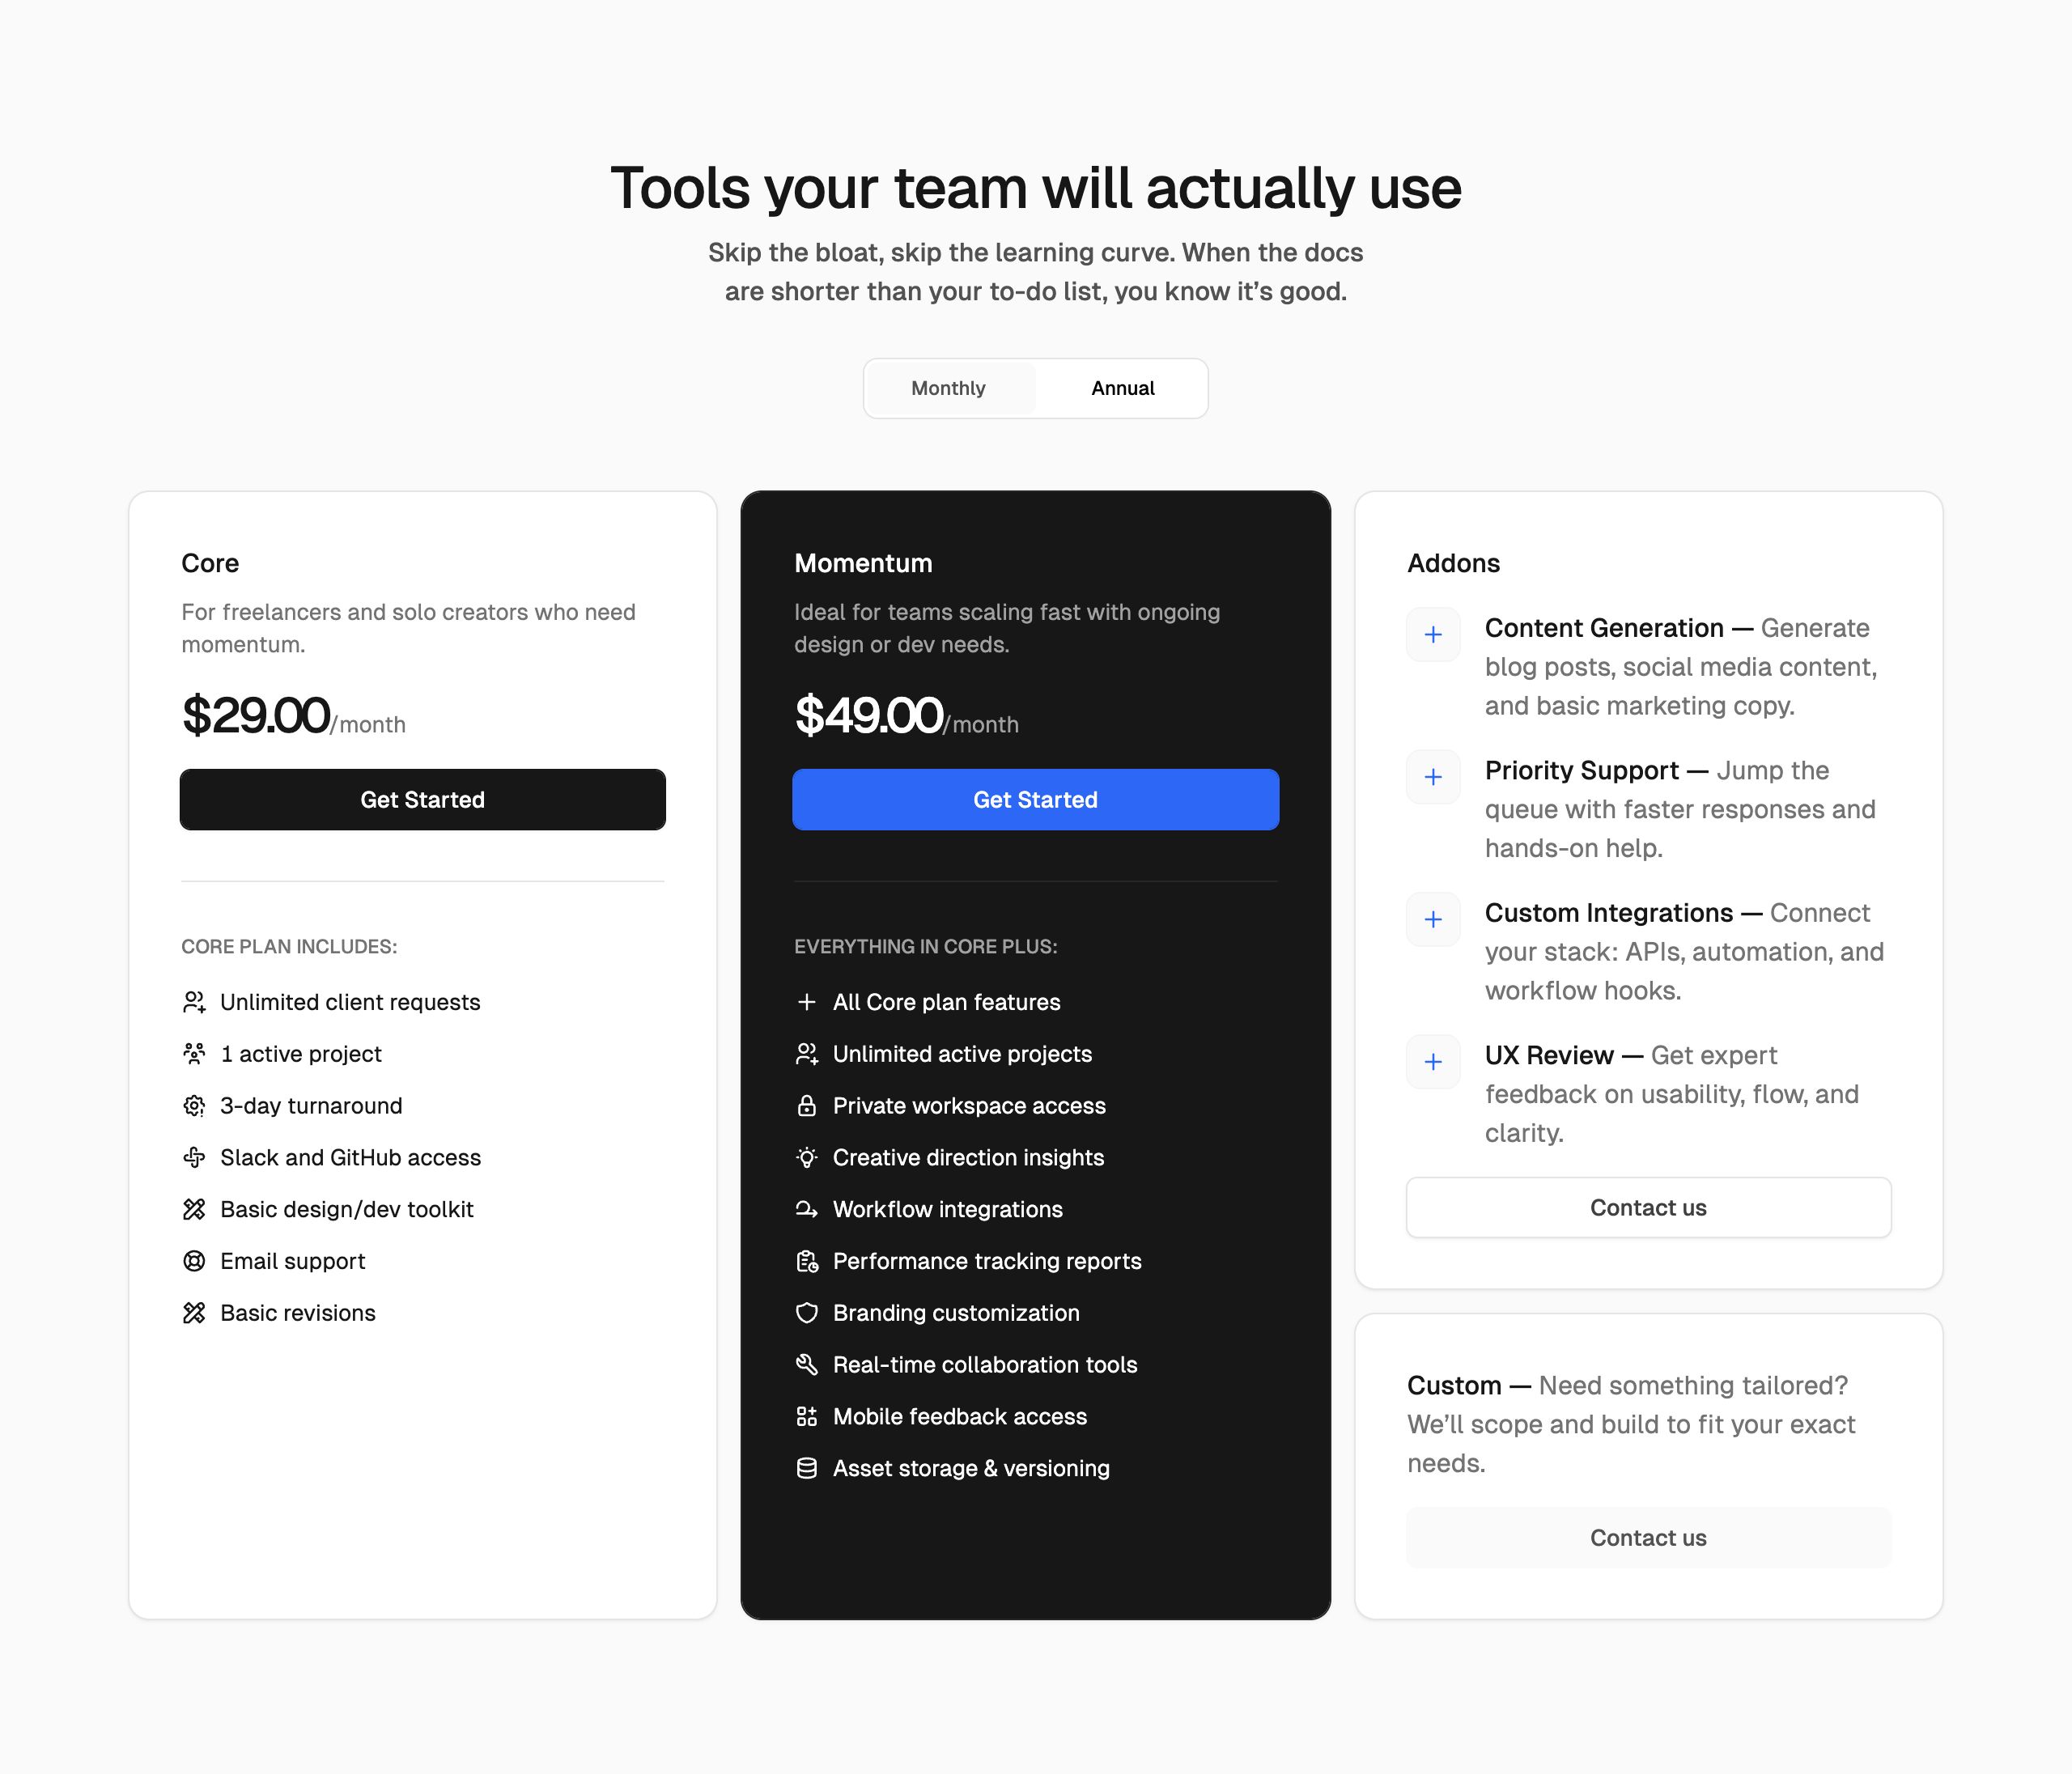 Tools your team will actually use
Skip the bloat, skip the learning curve. When the docs
are shorter than your to-do list, you know it’s good.
Monthly
Annual
Core
For freelancers and solo creators who need
momentum.
$29.00/month
Get Started
CORE PLAN INCLUDES:
Unlimited client requests
1 active project
3-day turnaround
Slack and GitHub access
Basic design/dev toolkit
Email support
Basic revisions
Momentum
Ideal for teams scaling fast with ongoing
design or dev needs.
$49.00/month
Get Started
EVERYTHING IN CORE PLUS:
All Core plan features
Unlimited active projects
Private workspace access
Creative direction insights
Workflow integrations
Performance tracking reports
Branding customization
Real-time collaboration tools
Mobile feedback access
Asset storage & versioning
Addons
Content Generation — Generate
blog posts, social media content,
and basic marketing copy.
Priority Support — Jump the
queue with faster responses and
hands-on help.
Custom Integrations — Connect
your stack: APIs, automation, and
workflow hooks.
UX Review — Get expert
feedback on usability, flow, and
clarity.
Contact us
Custom — Need something tailored?
We’ll scope and build to fit your exact
needs.
Contact us